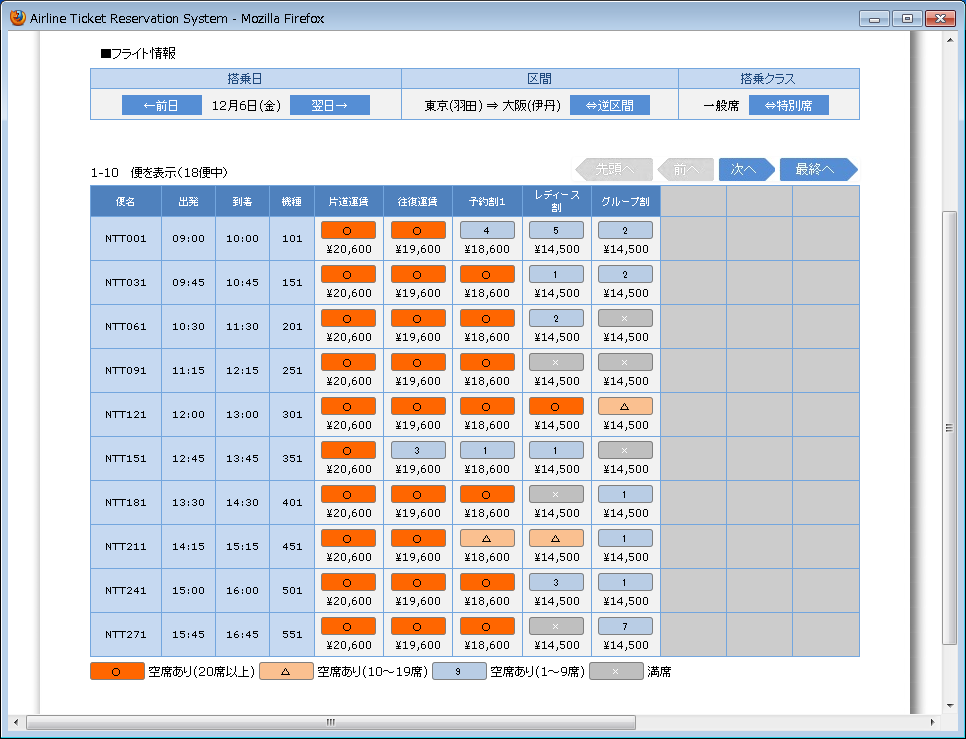 Airline Ticket Reservation System - Mozilla Firefox
■フライト情報
搭乗日 区間 搭乗クラス
←前日 12月6日(金) 翌日→ 東京(羽田) ⇒ 大阪(伊丹) ⇔逆区間 一般席 ⇔特別席
1-10 便を表示(18便中) 先頭へ 前へ 次へ 最終へ
便名 出発 到着 機種 片道運賃 往復運賃 予約割1 レディース割 グループ割
NTT001 09:00 10:00 101 ○ ¥20,600 ○ ¥19,600 4 ¥18,600 5 ¥14,500 2 ¥14,500
NTT031 09:45 10:45 151 ○ ¥20,600 ○ ¥19,600 ○ ¥18,600 1 ¥14,500 2 ¥14,500
NTT061 10:30 11:30 201 ○ ¥20,600 ○ ¥19,600 ○ ¥18,600 2 ¥14,500 × ¥14,500
NTT091 11:15 12:15 251 ○ ¥20,600 ○ ¥19,600 ○ ¥18,600 × ¥14,500 × ¥14,500
NTT121 12:00 13:00 301 ○ ¥20,600 ○ ¥19,600 ○ ¥18,600 ○ ¥14,500 △ ¥14,500
NTT151 12:45 13:45 351 ○ ¥20,600 3 ¥19,600 1 ¥18,600 1 ¥14,500 × ¥14,500
NTT181 13:30 14:30 401 ○ ¥20,600 ○ ¥19,600 ○ ¥18,600 × ¥14,500 1 ¥14,500
NTT211 14:15 15:15 451 ○ ¥20,600 ○ ¥19,600 △ ¥18,600 △ ¥14,500 1 ¥14,500
NTT241 15:00 16:00 501 ○ ¥20,600 ○ ¥19,600 ○ ¥18,600 3 ¥14,500 1 ¥14,500
NTT271 15:45 16:45 551 ○ ¥20,600 ○ ¥19,600 ○ ¥18,600 × ¥14,500 7 ¥14,500
○ 空席あり(20席以上) △ 空席あり(10～19席) 9 空席あり(1～9席) × 満席